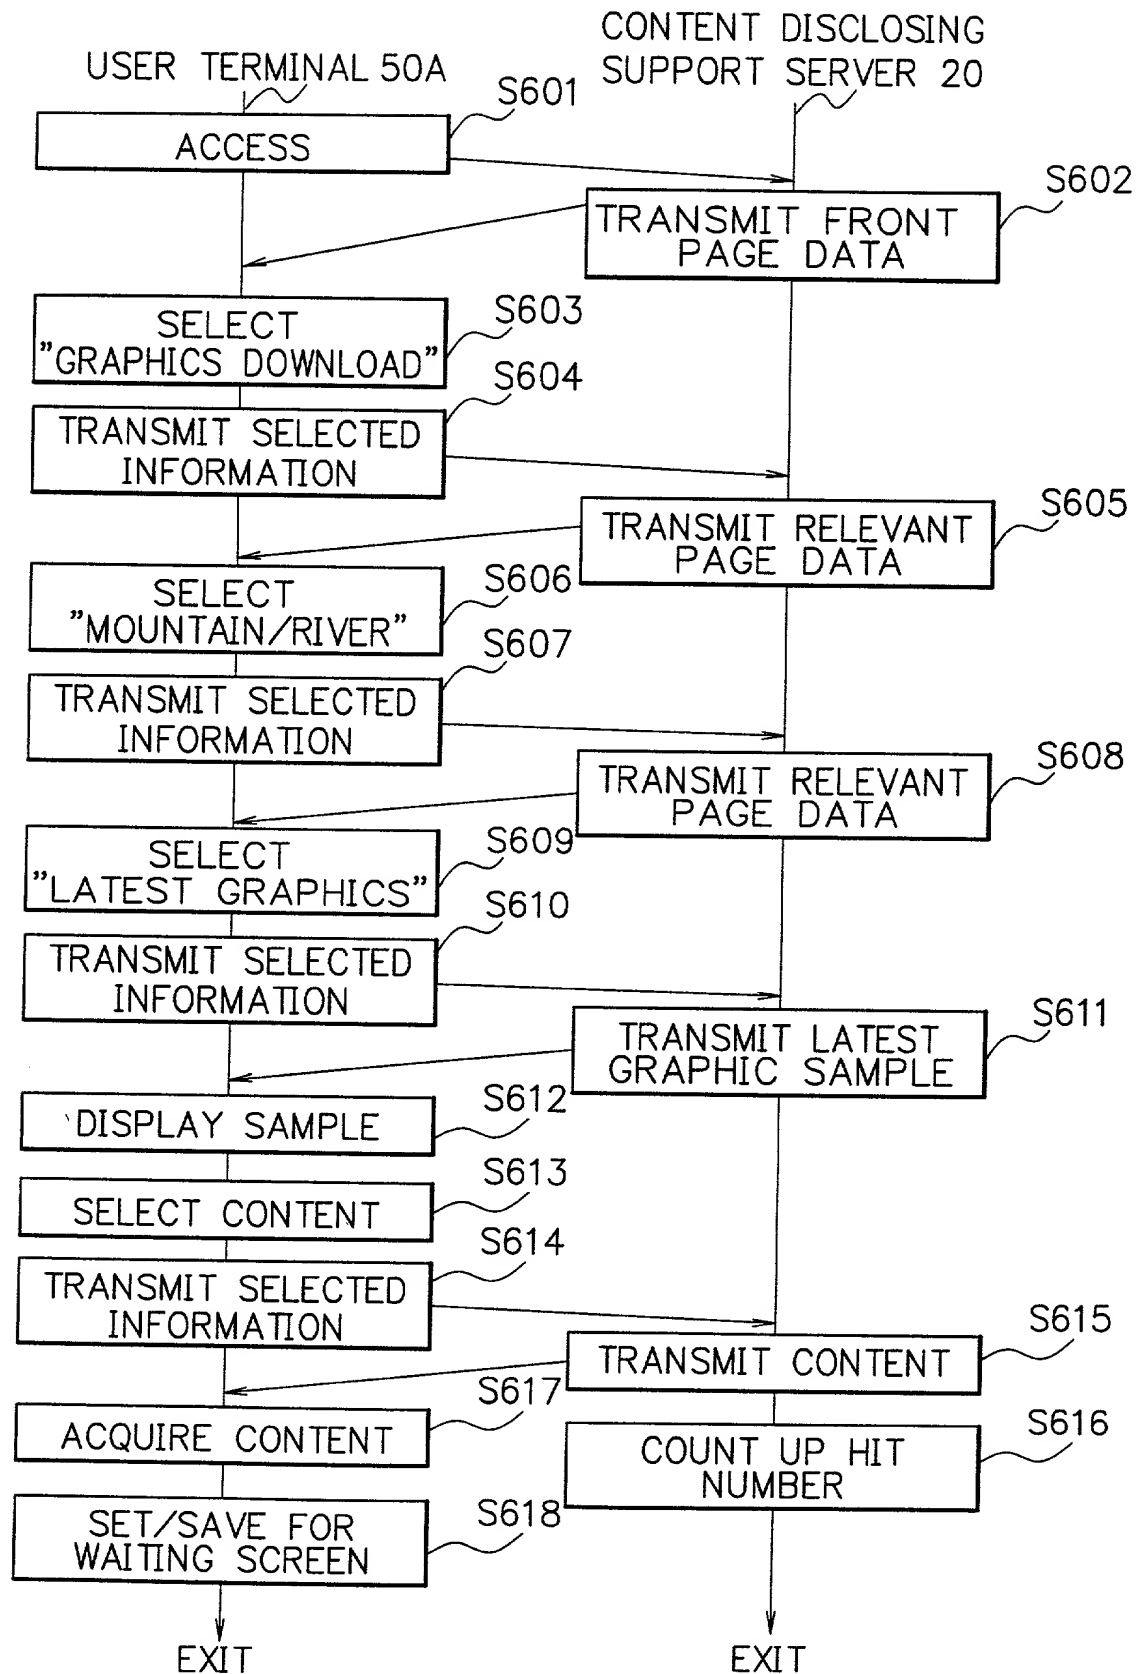 CONTENT DISCLOSING
SUPPORT SERVER 20
USER TERMINAL 50A
S601
ACCESS
S602
TRANSMIT FRONT
PAGE DATA
S603
SELECT
"GRAPHICS DOWNLOAD"
S604
TRANSMIT SELECTED
INFORMATION
S605
TRANSMIT RELEVANT
PAGE DATA
S606
SELECT
"MOUNTAIN/RIVER"
S607
TRANSMIT SELECTED
INFORMATION
S608
TRANSMIT RELEVANT
PAGE DATA
S609
SELECT
"LATEST GRAPHICS"
S610
TRANSMIT SELECTED
INFORMATION
S611
TRANSMIT LATEST
GRAPHIC SAMPLE
S612
DISPLAY SAMPLE
S613
SELECT CONTENT
S614
TRANSMIT SELECTED
INFORMATION
S615
TRANSMIT CONTENT
S617
ACQUIRE CONTENT
S616
COUNT UP HIT
NUMBER
S618
SET/SAVE FOR
WAITING SCREEN
EXIT
EXIT